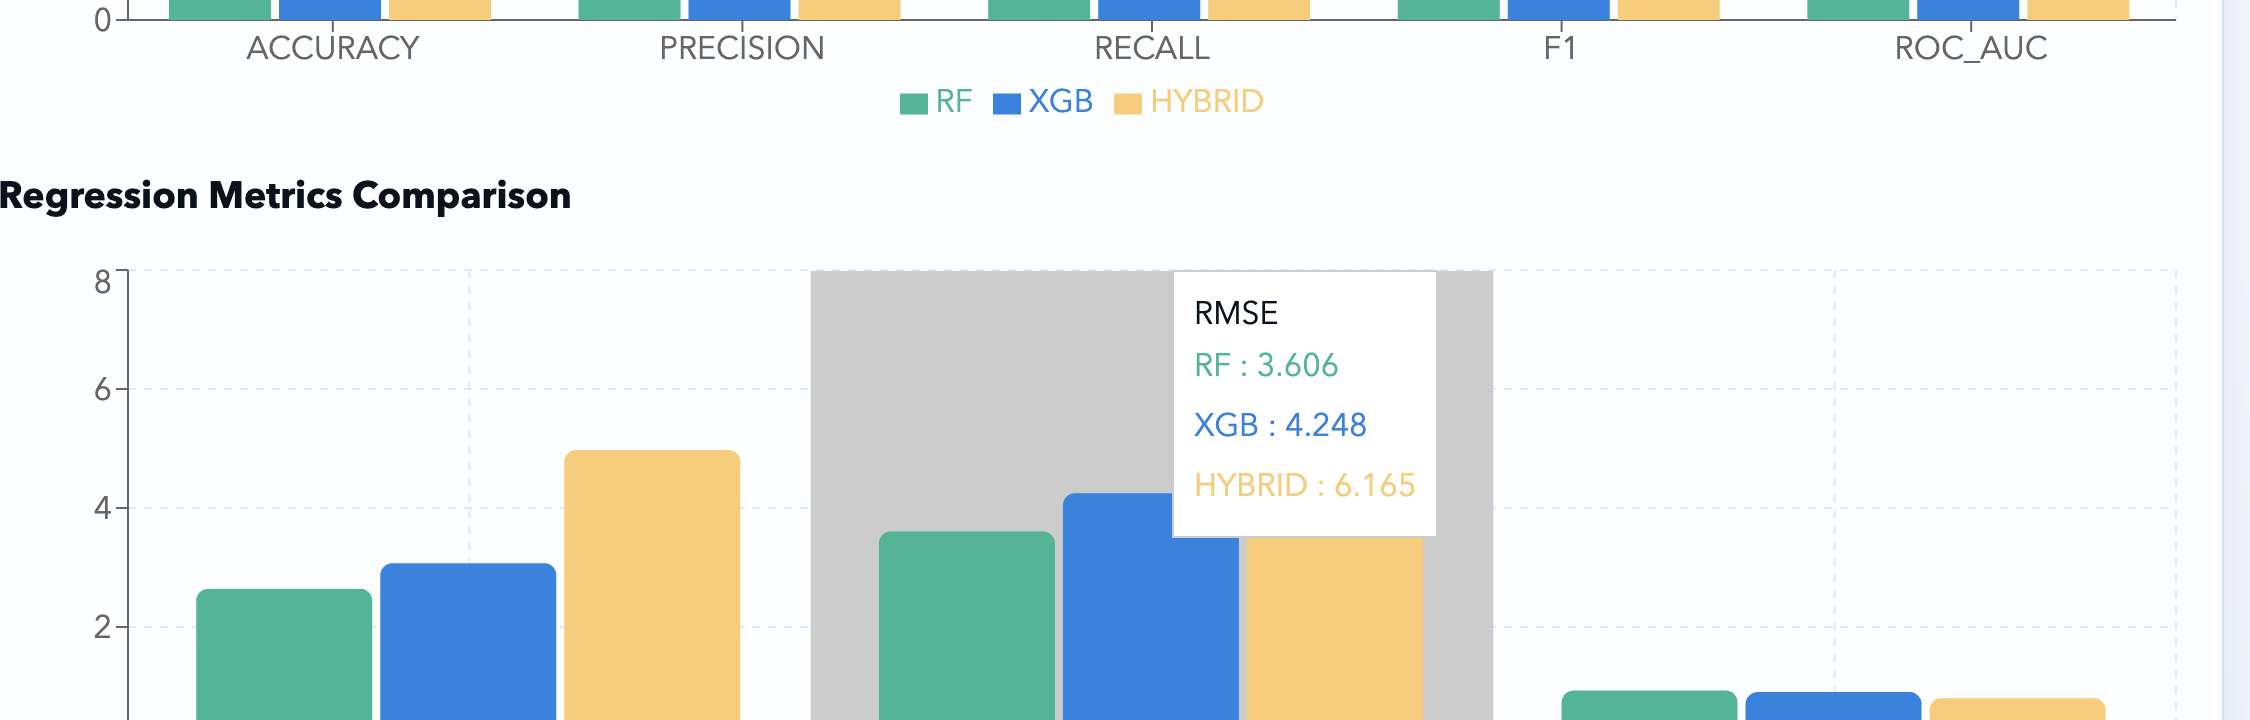 0
ACCURACY PRECISION RECALL F1 ROC_AUC
RF XGB HYBRID
Regression Metrics Comparison
8
RMSE
RF : 3.606
6
XGB : 4.248
HYBRID : 6.165
4
2